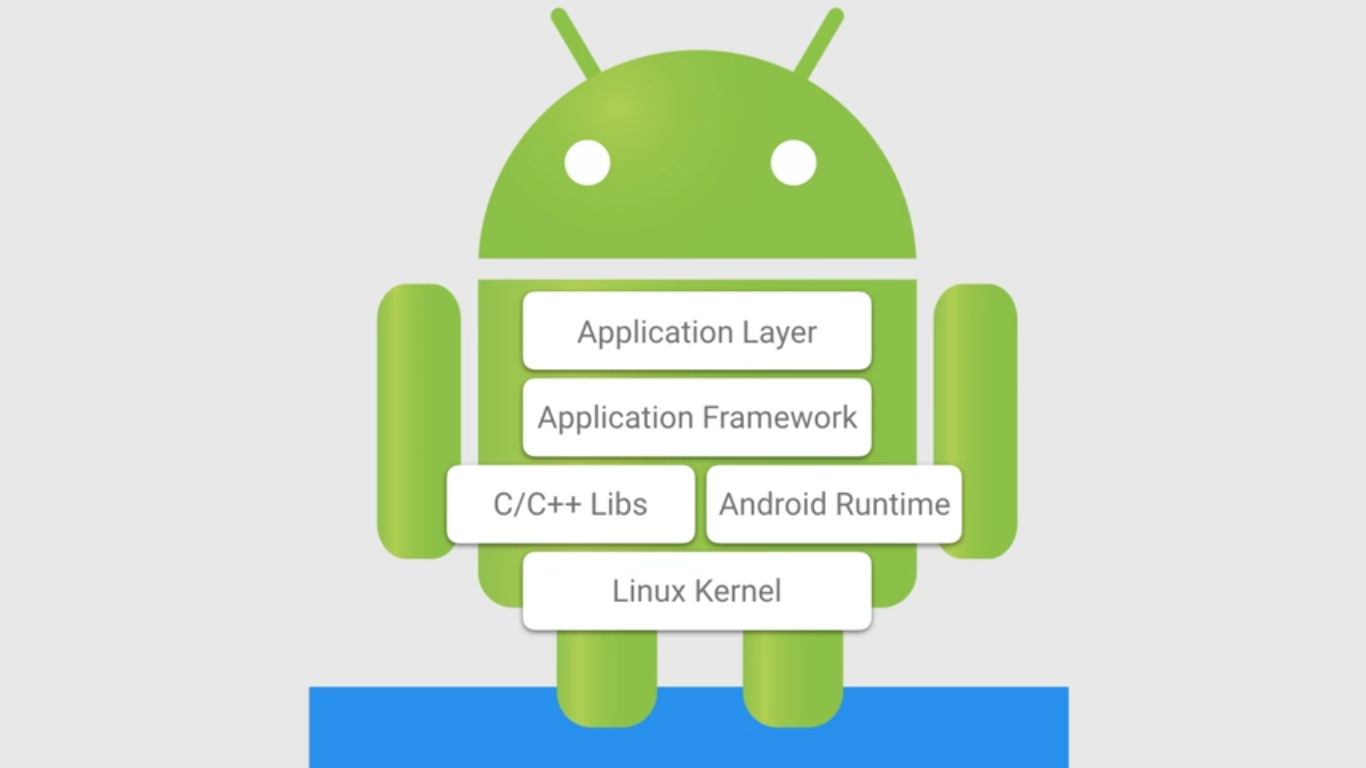 Application Layer
Application Framework
C/C++ Libs
Android Runtime
Linux Kernel